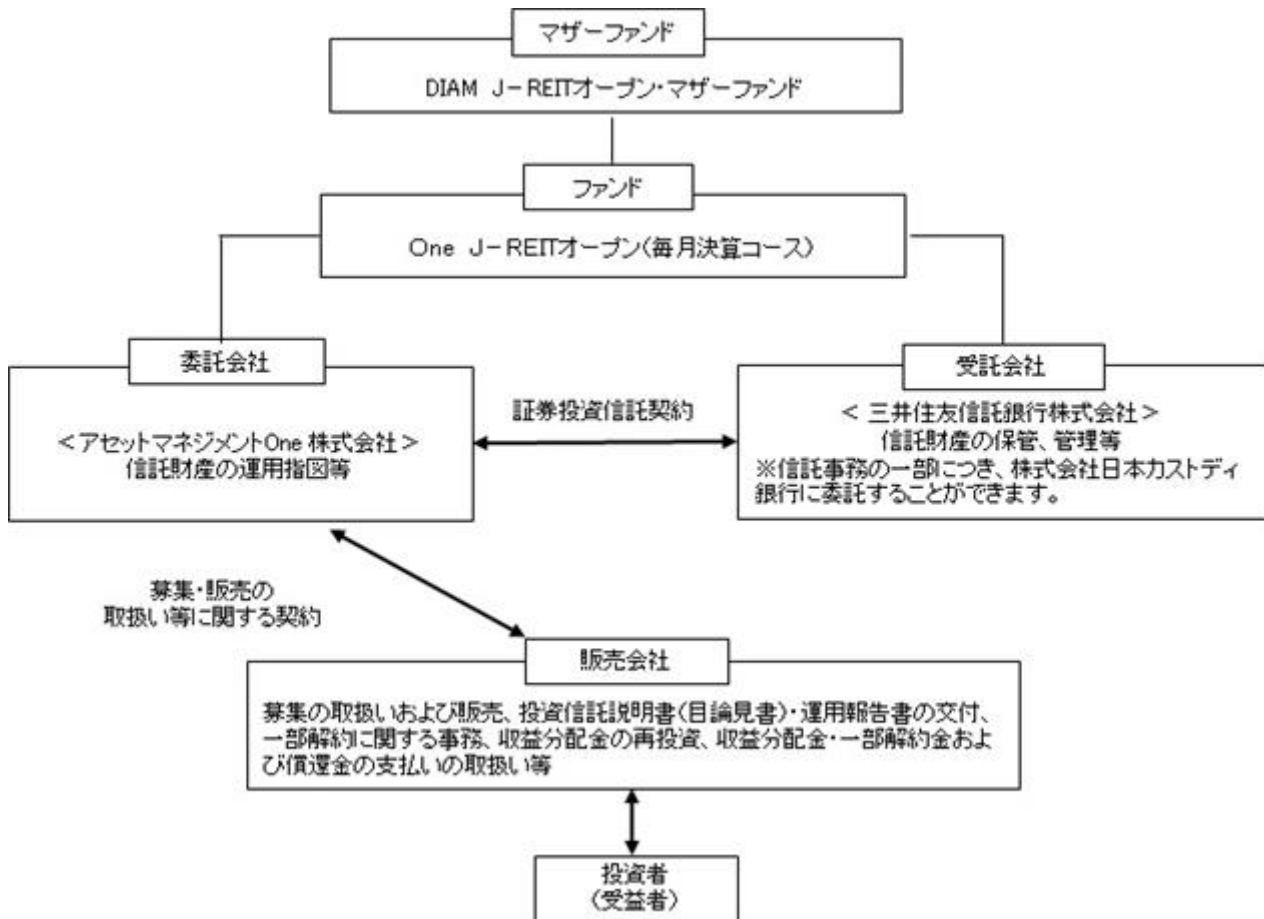 マザーファンド
DIAM J-REITオープン・マザーファンド
ファンド
One J-REITオープン(毎月決算コース)
委託会社
<アセットマネジメントOne 株式会社>
信託財産の運用指図等
証券投資信託契約
受託会社
<三井住友信託銀行株式会社>
信託財産の保管、管理等
※信託事務の一部につき、株式会社日本カストディ
銀行に委託することができます。
募集・販売の
取扱い等に関する契約
販売会社
募集の取扱いおよび販売、投資信託説明書(目論見書)・運用報告書の交付、
一部解約に関する事務、収益分配金の再投資、収益分配金・一部解約金およ
び償還金の支払いの取扱い等
投資者
(受益者)